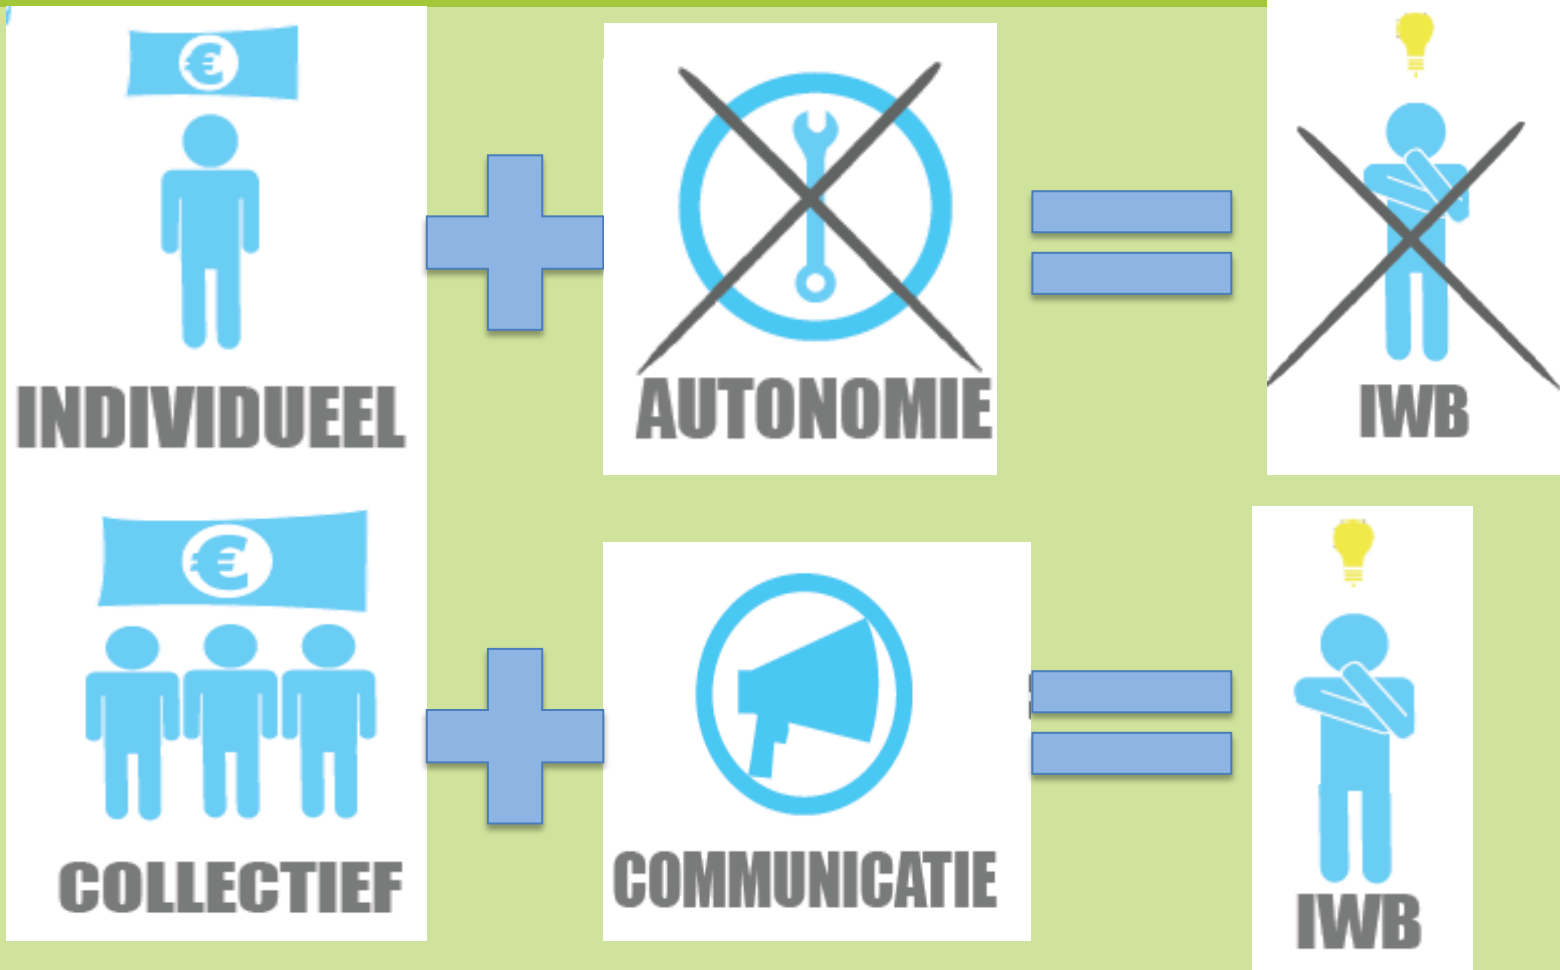 €
INDIVIDUEEL
AUTONOMIE
IWB
€
COLLECTIEF
COMMUNICATIE
IWB